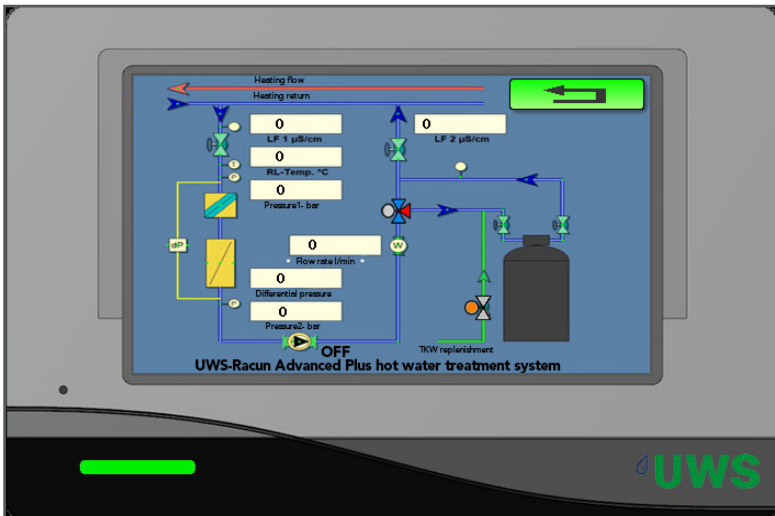 Heating flow
Heating return
0
LF 1 µS/cm
0
LF 2 µS/cm
T
0
RL-Temp. °C
P
0
Pressure1- bar
dP
0
W
Flow rate l/min
0
Differential pressure
P
0
Pressure2- bar
OFF
TKW replenishment
UWS-Racun Advanced Plus hot water treatment system
UWS